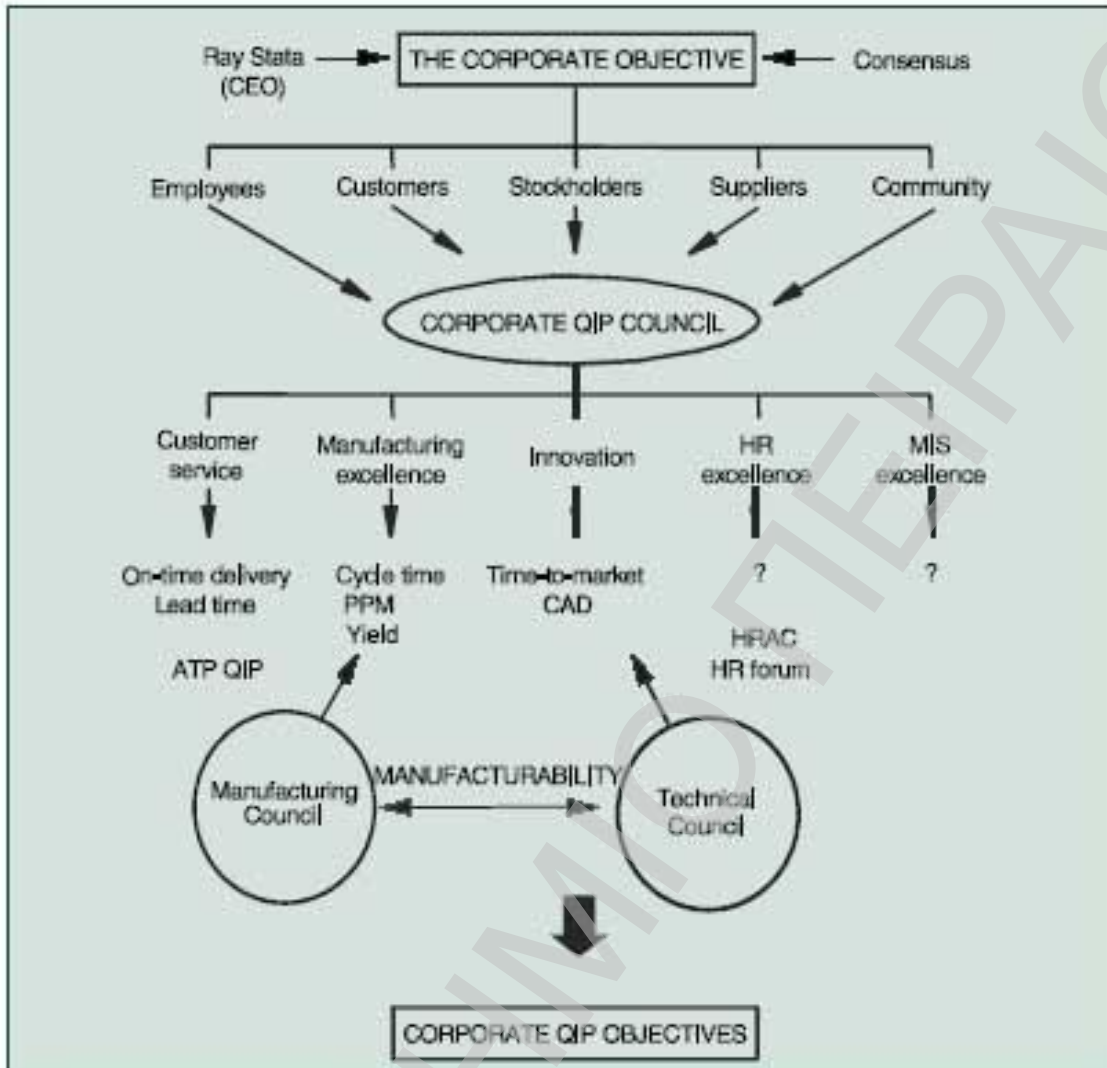 Ray Stata
(CEO)
THE CORPORATE OBJECTIVE
Consensus
Employees
Customers
Stockholders
Suppliers
Community
CORPORATE QIP COUNCIL
Customer
service
Manufacturing
excellence
Innovation
HR
excellence
MIS
excellence
On-time delivery
Lead time
Cycle time
PPM
Yield
Time-to-market
CAD
?
?
ATP QIP
HRAC
HR forum
Manufacturing
Council
MANUFACTURABILITY
Technical
Council
CORPORATE QIP OBJECTIVES